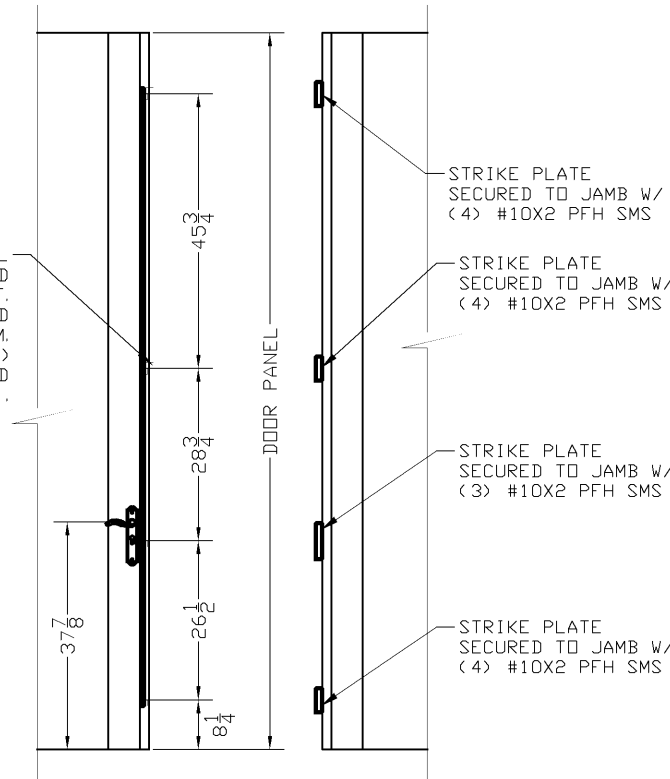 STRIKE PLATE
SECURED TO JAMB W/
(4) #10X2 PFH SMS
STRIKE PLATE
SECURED TO JAMB W/
(4) #10X2 PFH SMS
STRIKE PLATE
SECURED TO JAMB W/
(3) #10X2 PFH SMS
STRIKE PLATE
SECURED TO JAMB W/
(4) #10X2 PFH SMS
DOOR PANEL
45 3/4
28 3/4
26 1/2
8 1/4
37 7/8